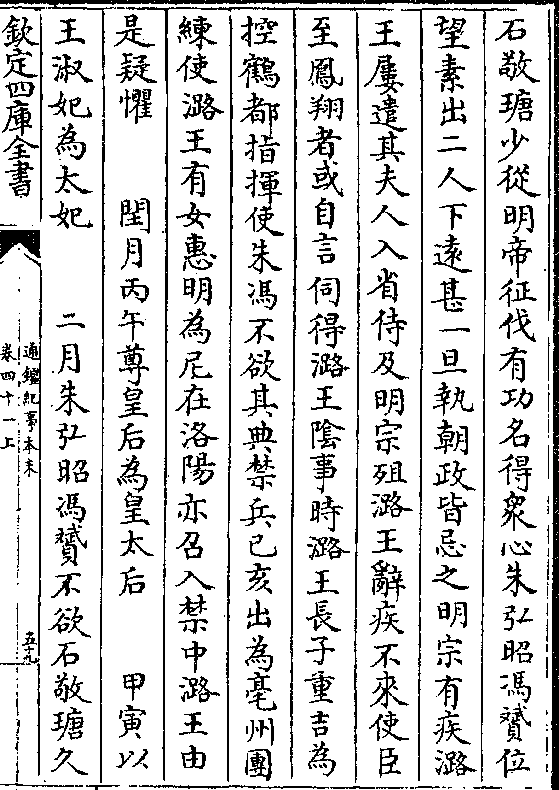 石敬瑭少從明帝征伐有功名得衆心朱弘昭馮贇位
望素出二人下遠甚一旦執朝政皆忌之明宗有疾潞
王屢遣其夫人入省侍及明宗殂潞王辭疾不來使臣
至鳳翔者或自言伺得潞王陰事時潞王長子重吉為
控鶴都指揮使朱馮不欲其典禁兵己亥出為亳州團
練使潞王有女惠明為尼在洛陽亦召入禁中潞王由
是疑懼　閏月丙午尊皇后為皇太后　甲寅以
王淑妃為太妃　二月朱弘昭馮贇不欲石敬瑭久
欽定四庫全書
通鑑紀事本末
卷四十一上
五十九